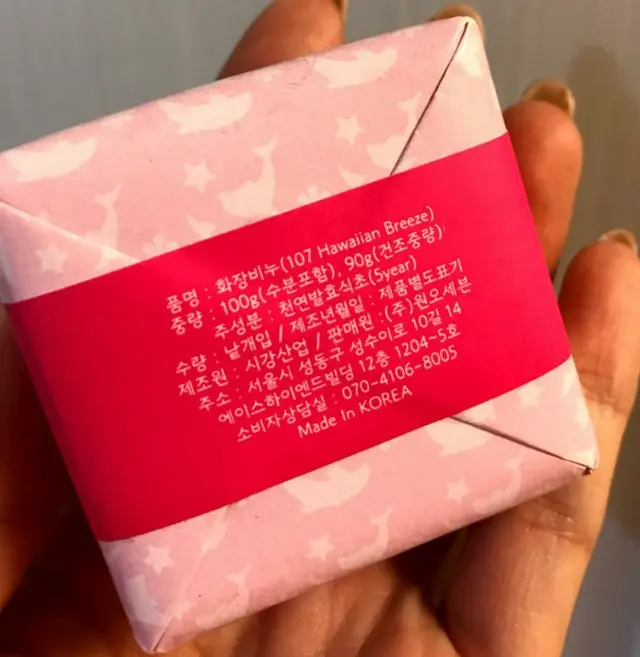 품명 : 화장비누(107 Hawaiian Breeze)
중량 : 100g(수분포함), 90g(건조중량)
주성분 : 천연발효식초(5year)
수량 : 낱개입 / 제조년월일 : 제품별도표기
제조원 : 시강산업 / 판매원 : (주)원오세븐
주소 : 서울시 성동구 성수이로 10길 14
에이스하이엔드빌딩 12층 1204-5호
소비자상담실 : 070-4106-8005
Made In KOREA